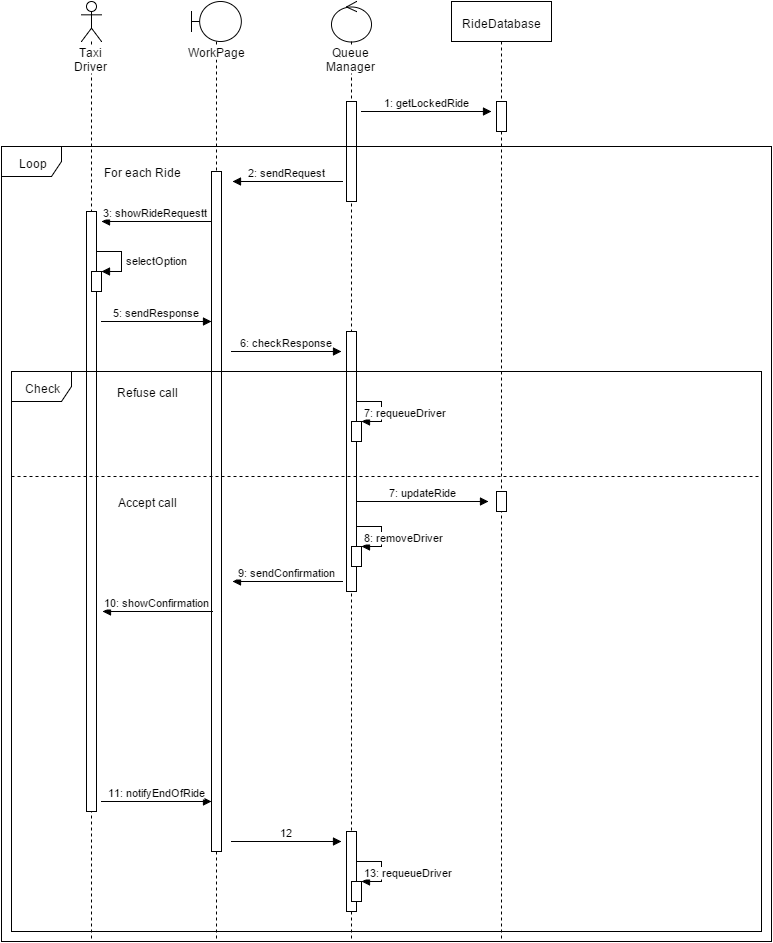 Taxi
Driver
WorkPage
Queue
Manager
RideDatabase
1: getLockedRide
Loop
For each Ride
2: sendRequest
3: showRideRequestt
selectOption
5: sendResponse
6: checkResponse
Check
Refuse call
7: requeueDriver
Accept call
7: updateRide
8: removeDriver
9: sendConfirmation
10: showConfirmation
11: notifyEndOfRide
12
13: requeueDriver